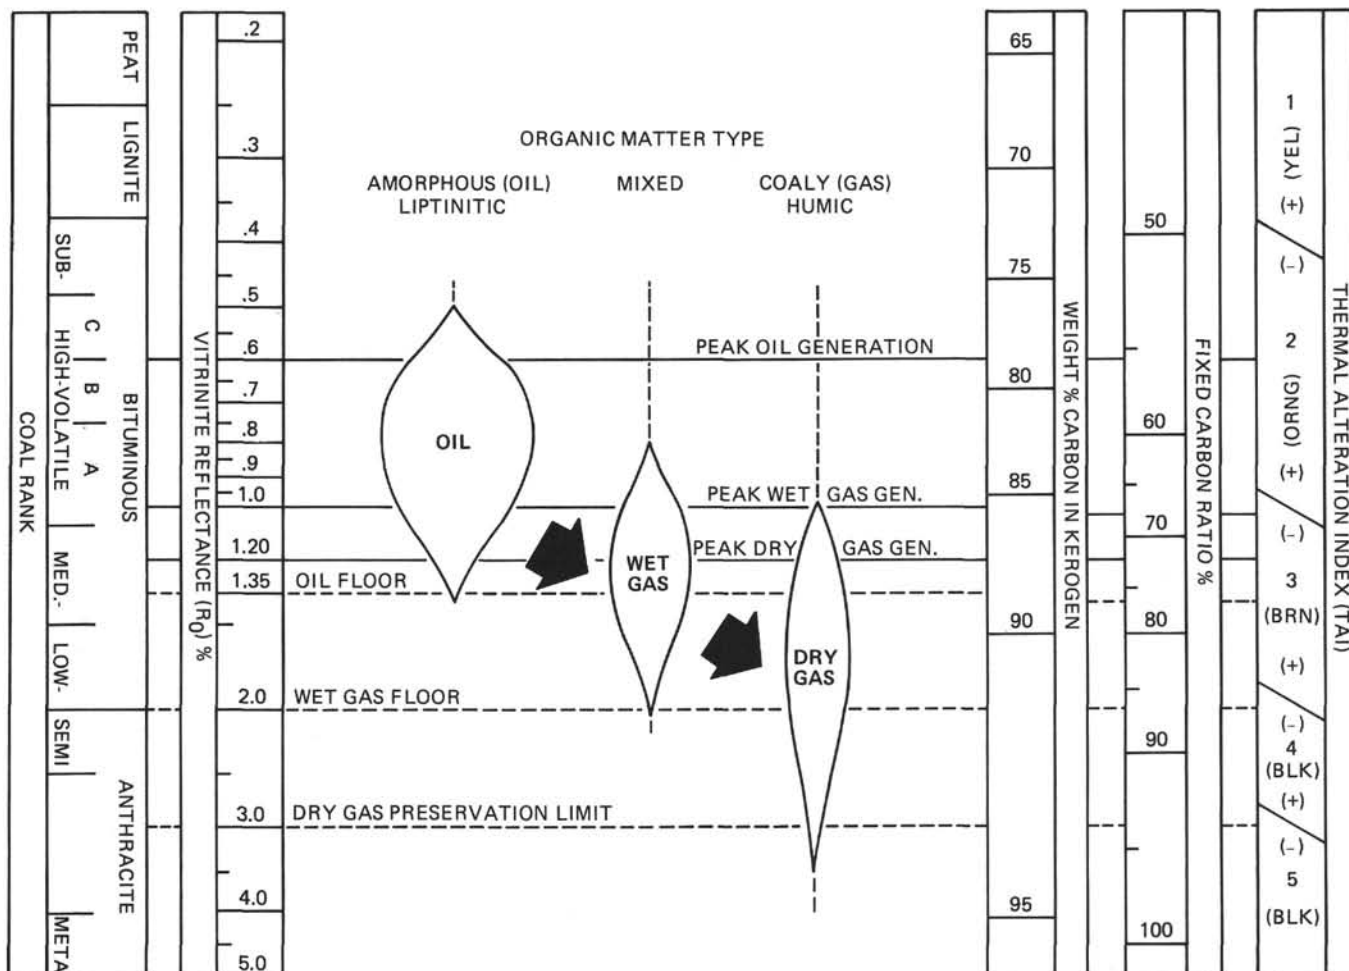 COAL RANK
PEAT
LIGNITE
SUB-
HIGH-VOLATILE
C
B
A
BITUMINOUS
MED.-
LOW-
SEMI
ANTHRACITE
META
VITRINITE REFLECTANCE (RO) %
.2
.3
.4
.5
.6
.7
.8
.9
1.0
1.20
1.35
2.0
3.0
4.0
5.0
ORGANIC MATTER TYPE
AMORPHOUS (OIL)
LIPTINITIC
MIXED
COALY (GAS)
HUMIC
PEAK OIL GENERATION
OIL
PEAK WET GAS GEN.
PEAK DRY GAS GEN.
WET
GAS
OIL FLOOR
DRY
GAS
WET GAS FLOOR
DRY GAS PRESERVATION LIMIT
65
70
75
80
85
90
95
WEIGHT % CARBON IN KEROGEN
50
60
70
80
90
100
FIXED CARBON RATIO %
1
(YEL)
(+)
(–)
2
(ORNG)
(+)
(–)
3
(BRN)
(+)
(–)
4
(BLK)
(+)
(–)
5
(BLK)
THERMAL ALTERATION INDEX (TAI)